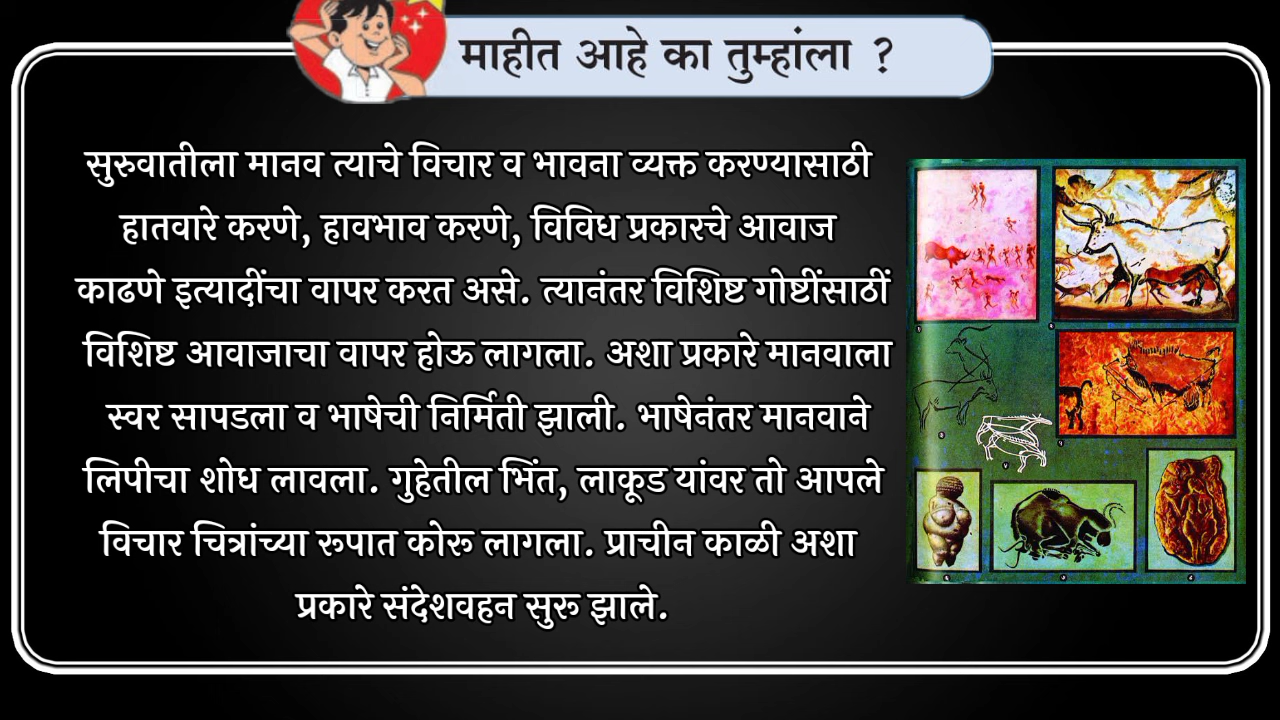 माहीत आहे का तुम्हांला ?
सुरुवातीला मानव त्याचे विचार व भावना व्यक्त करण्यासाठी
हातवारे करणे, हावभाव करणे, विविध प्रकारचे आवाज
काढणे इत्यादींचा वापर करत असे. त्यानंतर विशिष्ट गोष्टींसाठीं
विशिष्ट आवाजाचा वापर होऊ लागला. अशा प्रकारे मानवाला
स्वर सापडला व भाषेची निर्मिती झाली. भाषेनंतर मानवाने
लिपीचा शोध लावला. गुहेतील भिंत, लाकूड यांवर तो आपले
विचार चित्रांच्या रूपात कोरू लागला. प्राचीन काळी अशा
प्रकारे संदेशवहन सुरू झाले.